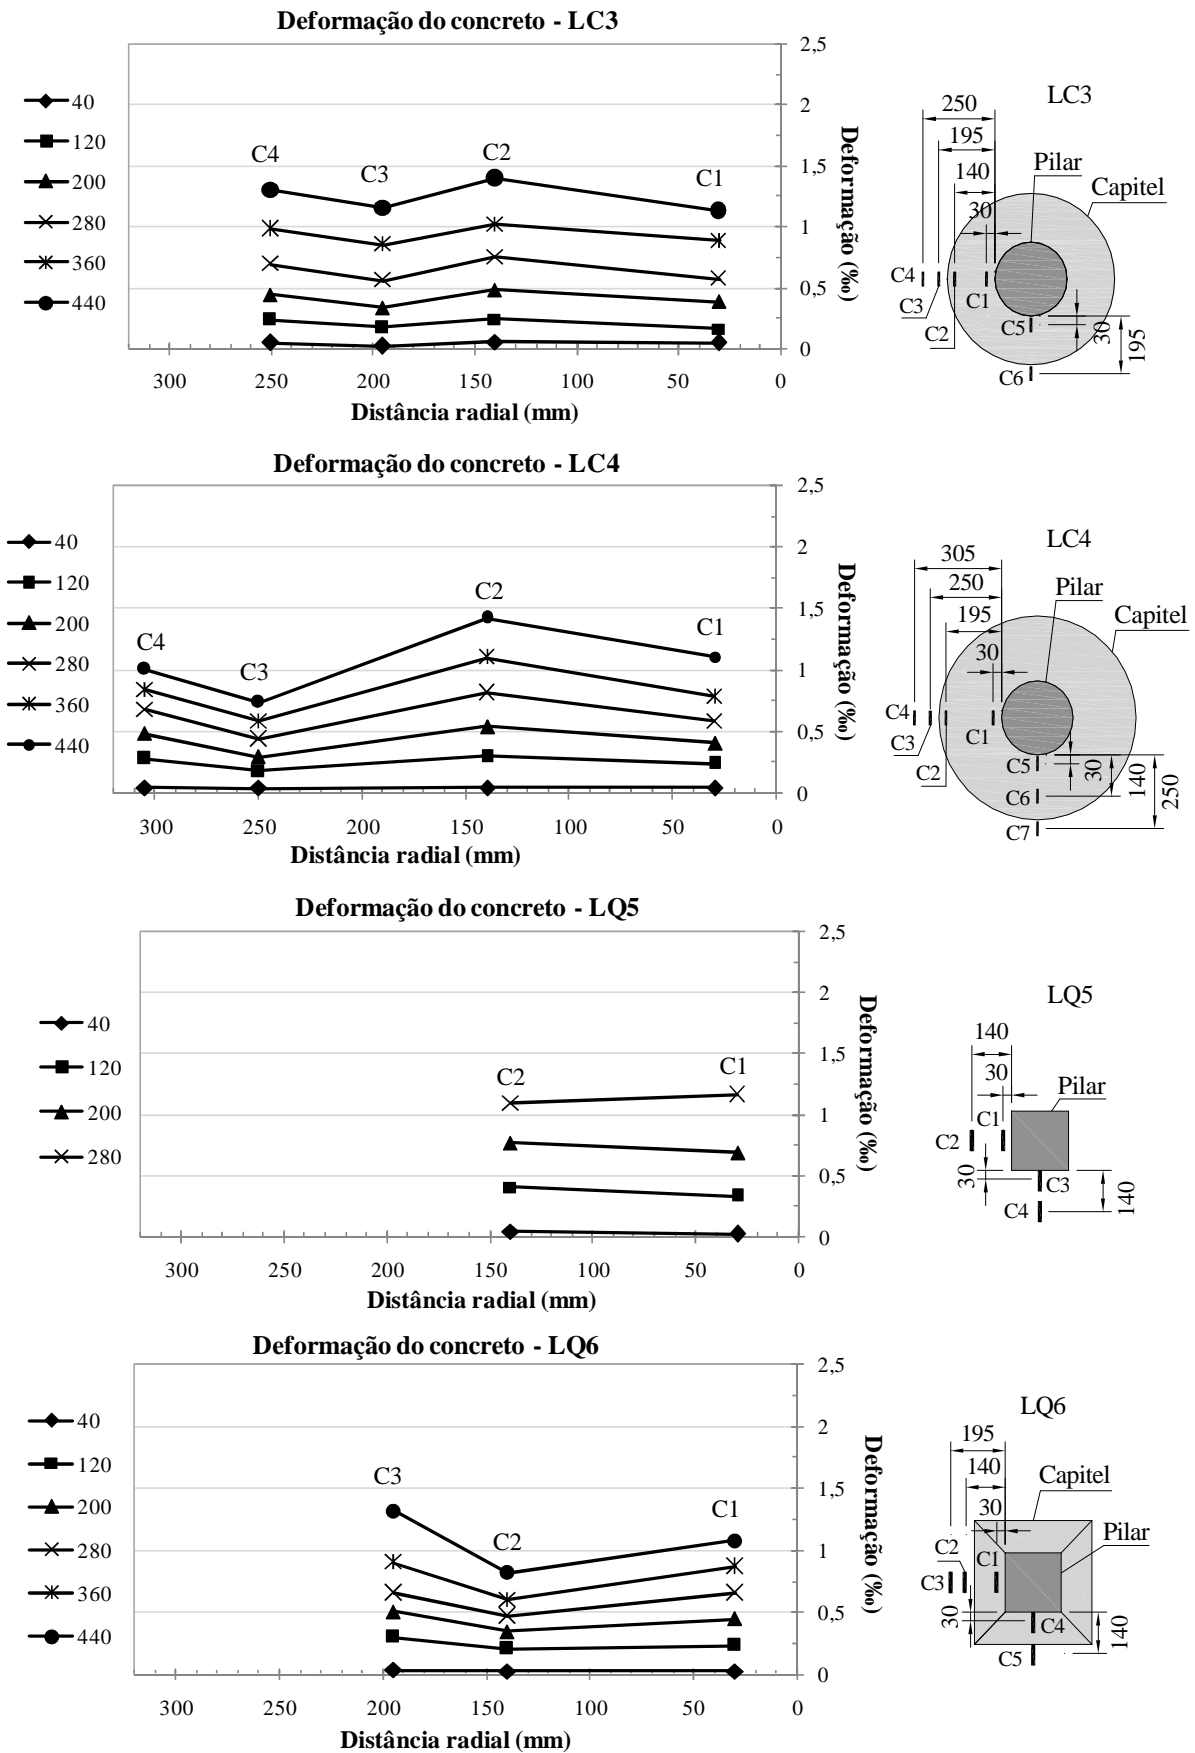 Deformação do concreto - LC3
40
120
200
280
360
440
C4
C3
C2
C1
2,5
2
1,5
1
0,5
0
Deformação (‰)
300 250 200 150 100 50 0
Distância radial (mm)
LC3
250
195
140
30
Pilar
Capitel
C4
C3
C2
C1
C5
C6
30
195
Deformação do concreto - LC4
40
120
200
280
360
440
C4
C3
C2
C1
2,5
2
1,5
1
0,5
0
Deformação (‰)
300 250 200 150 100 50 0
Distância radial (mm)
LC4
305
250
195
30
Pilar
Capitel
C4
C3
C2
C1
C5
C6
C7
30
140
250
Deformação do concreto - LQ5
40
120
200
280
C2
C1
2,5
2
1,5
1
0,5
0
Deformação (‰)
300 250 200 150 100 50 0
Distância radial (mm)
LQ5
140
30
Pilar
C1
C2
C3
C4
30
140
Deformação do concreto - LQ6
40
120
200
280
360
440
C3
C2
C1
2,5
2
1,5
1
0,5
0
Deformação (‰)
300 250 200 150 100 50 0
Distância radial (mm)
LQ6
195
140
30
Capitel
Pilar
C2
C1
C3
C4
C5
30
140